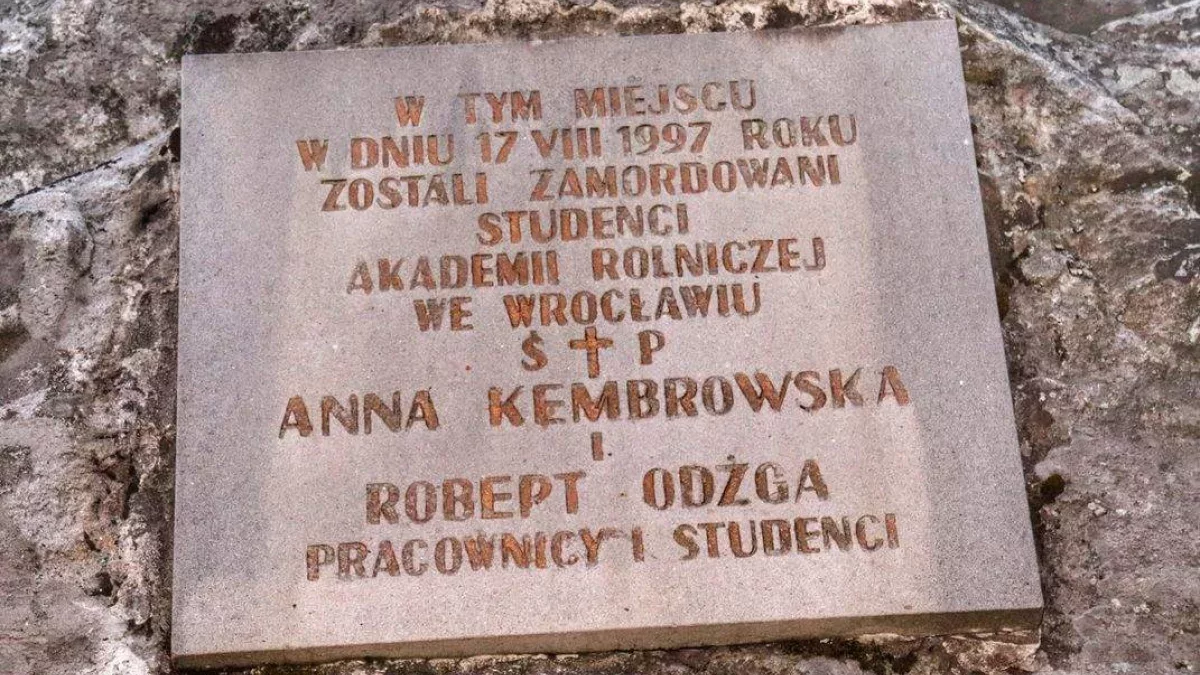 W TYM MIEJSCU
W DNIU 17 VIII 1997 ROKU
ZOSTALI ZAMORDOWANI
STUDENCI
AKADEMII ROLNICZEJ
WE WROCŁAWIU
Ś ✝ P
ANNA KEMBROWSKA
I
ROBEPT ODŻGA
PRACOWNICY I STUDENCI